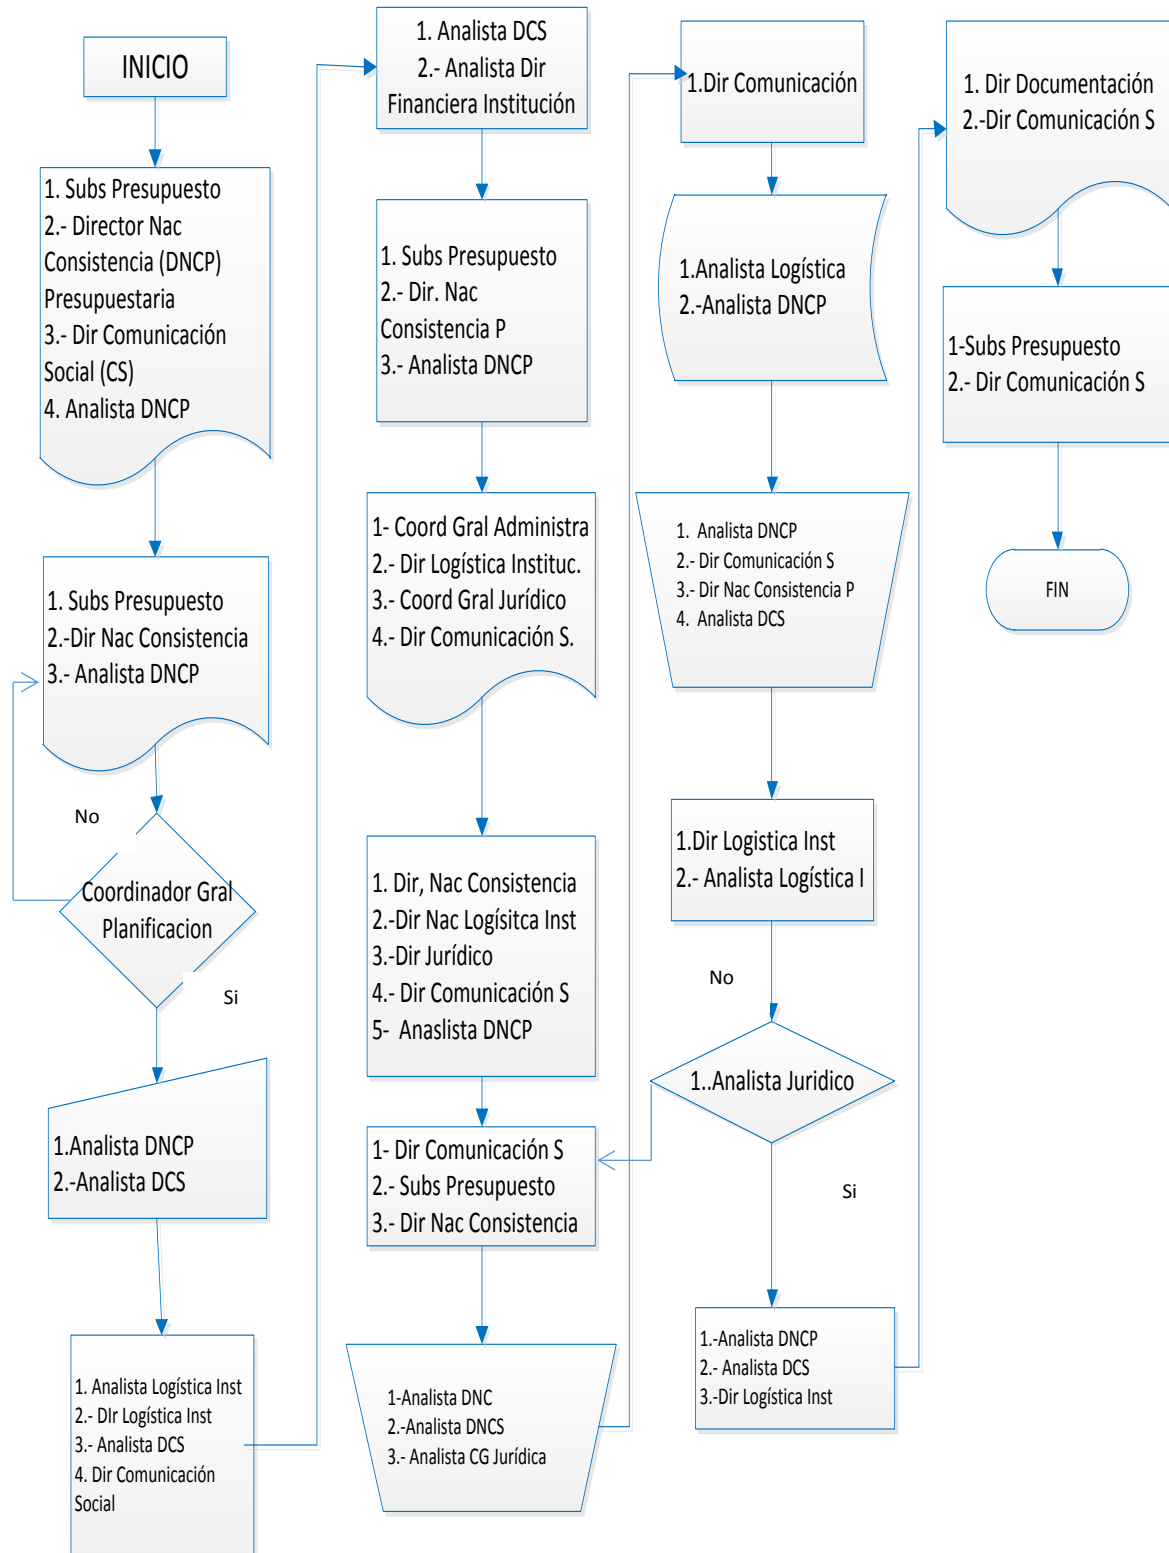 INICIO
1. Subs Presupuesto
2.- Director Nac
Consistencia (DNCP)
Presupuestaria
3.- Dir Comunicación
Social (CS)
4. Analista DNCP
1. Subs Presupuesto
2.-Dir Nac Consistencia
3.- Analista DNCP
No
Coordinador Gral
Planificacion
Si
1.Analista DNCP
2.-Analista DCS
1. Analista Logística Inst
2.- DIr Logística Inst
3.- Analista DCS
4. Dir Comunicación
Social
1. Analista DCS
2.- Analista Dir
Financiera Institución
1. Subs Presupuesto
2.- Dir. Nac
Consistencia P
3.- Analista DNCP
1- Coord Gral Administra
2.- Dir Logística Instituc.
3.- Coord Gral Jurídico
4.- Dir Comunicación S.
1. Dir, Nac Consistencia
2.-Dir Nac Logísitca Inst
3.-Dir Jurídico
4.- Dir Comunicación S
5-  Anaslista DNCP
1- Dir Comunicación S
2.- Subs Presupuesto
3.- Dir Nac Consistencia
1-Analista DNC
2.-Analista DNCS
3.- Analista CG Jurídica
1.Dir Comunicación
1.Analista Logística
2.-Analista DNCP
1.  Analista DNCP
2.- Dir Comunicación S
3.- Dir Nac Consistencia P
4.  Analista DCS
1.Dir Logistica Inst
2.- Analista Logística I
No
1..Analista Juridico
Si
1.-Analista DNCP
2.- Analista DCS
3.-Dir Logística Inst
1. Dir Documentación
2.-Dir Comunicación S
1-Subs Presupuesto
2.- Dir Comunicación S
FIN